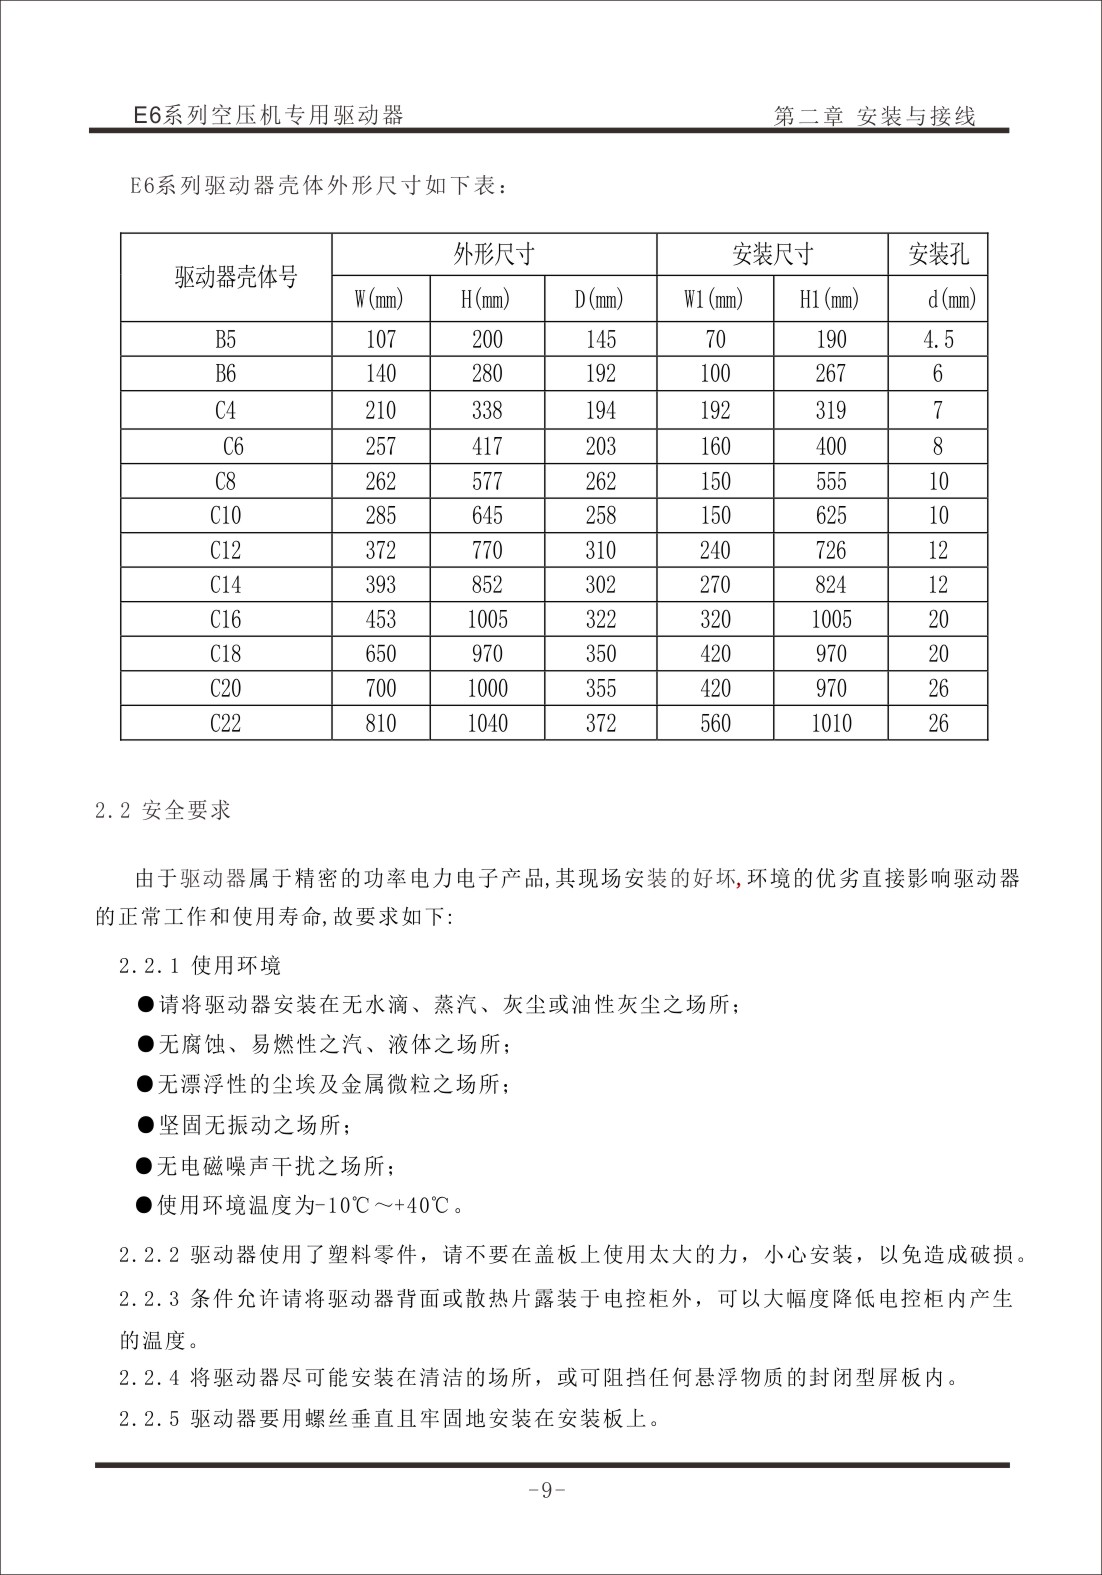 E6系列空压机专用驱动器 第二章 安装与接线
E6系列驱动器壳体外形尺寸如下表：
驱动器壳体号 外形尺寸 安装尺寸 安装孔
W(mm) H(mm) D(mm) W1(mm) H1(mm) d(mm)
B5 107 200 145 70 190 4.5
B6 140 280 192 100 267 6
C4 210 338 194 192 319 7
C6 257 417 203 160 400 8
C8 262 577 262 150 555 10
C10 285 645 258 150 625 10
C12 372 770 310 240 726 12
C14 393 852 302 270 824 12
C16 453 1005 322 320 1005 20
C18 650 970 350 420 970 20
C20 700 1000 355 420 970 26
C22 810 1040 372 560 1010 26
2.2 安全要求
由于驱动器属于精密的功率电力电子产品,其现场安装的好坏,环境的优劣直接影响驱动器
的正常工作和使用寿命,故要求如下:
2.2.1 使用环境
●请将驱动器安装在无水滴、蒸汽、灰尘或油性灰尘之场所；
●无腐蚀、易燃性之汽、液体之场所；
●无漂浮性的尘埃及金属微粒之场所；
●坚固无振动之场所；
●无电磁噪声干扰之场所；
●使用环境温度为-10℃～+40℃。
2.2.2 驱动器使用了塑料零件，请不要在盖板上使用太大的力，小心安装，以免造成破损。
2.2.3 条件允许请将驱动器背面或散热片露装于电控柜外，可以大幅度降低电控柜内产生
的温度。
2.2.4 将驱动器尽可能安装在清洁的场所，或可阻挡任何悬浮物质的封闭型屏板内。
2.2.5 驱动器要用螺丝垂直且牢固地安装在安装板上。
-9-